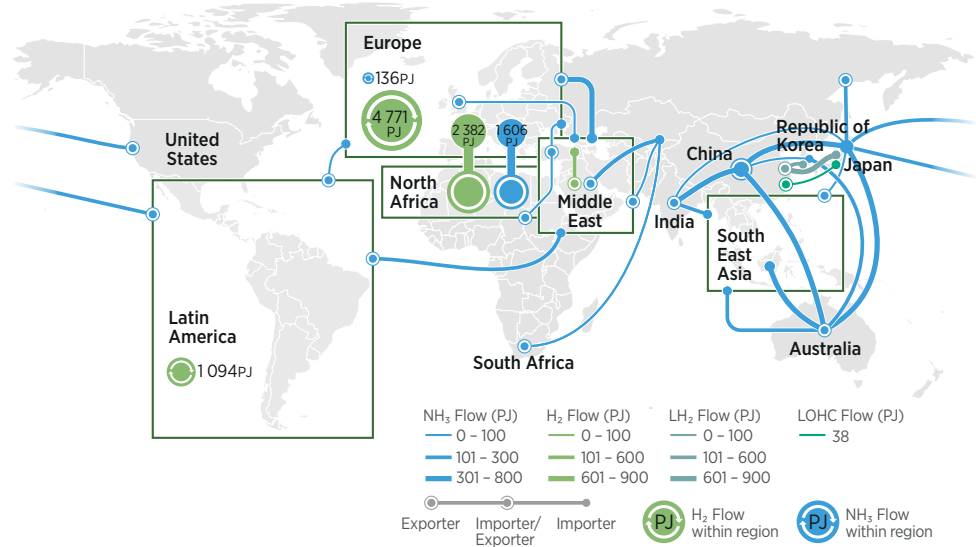 Europe
136PJ
4 771
PJ
2 382
PJ
1 606
PJ
United
States
North
Africa
Middle
East
Republic of
Korea
China
Japan
India
South
East
Asia
Latin
America
1 094PJ
South Africa
Australia
NH₃ Flow (PJ)
0 – 100
101 – 300
301 – 800
H₂ Flow (PJ)
0 – 100
101 – 600
601 – 900
LH₂ Flow (PJ)
0 – 100
101 – 600
601 – 900
LOHC Flow (PJ)
38
Exporter
Importer/
Exporter
Importer
PJ
H₂ Flow
within region
PJ
NH₃ Flow
within region